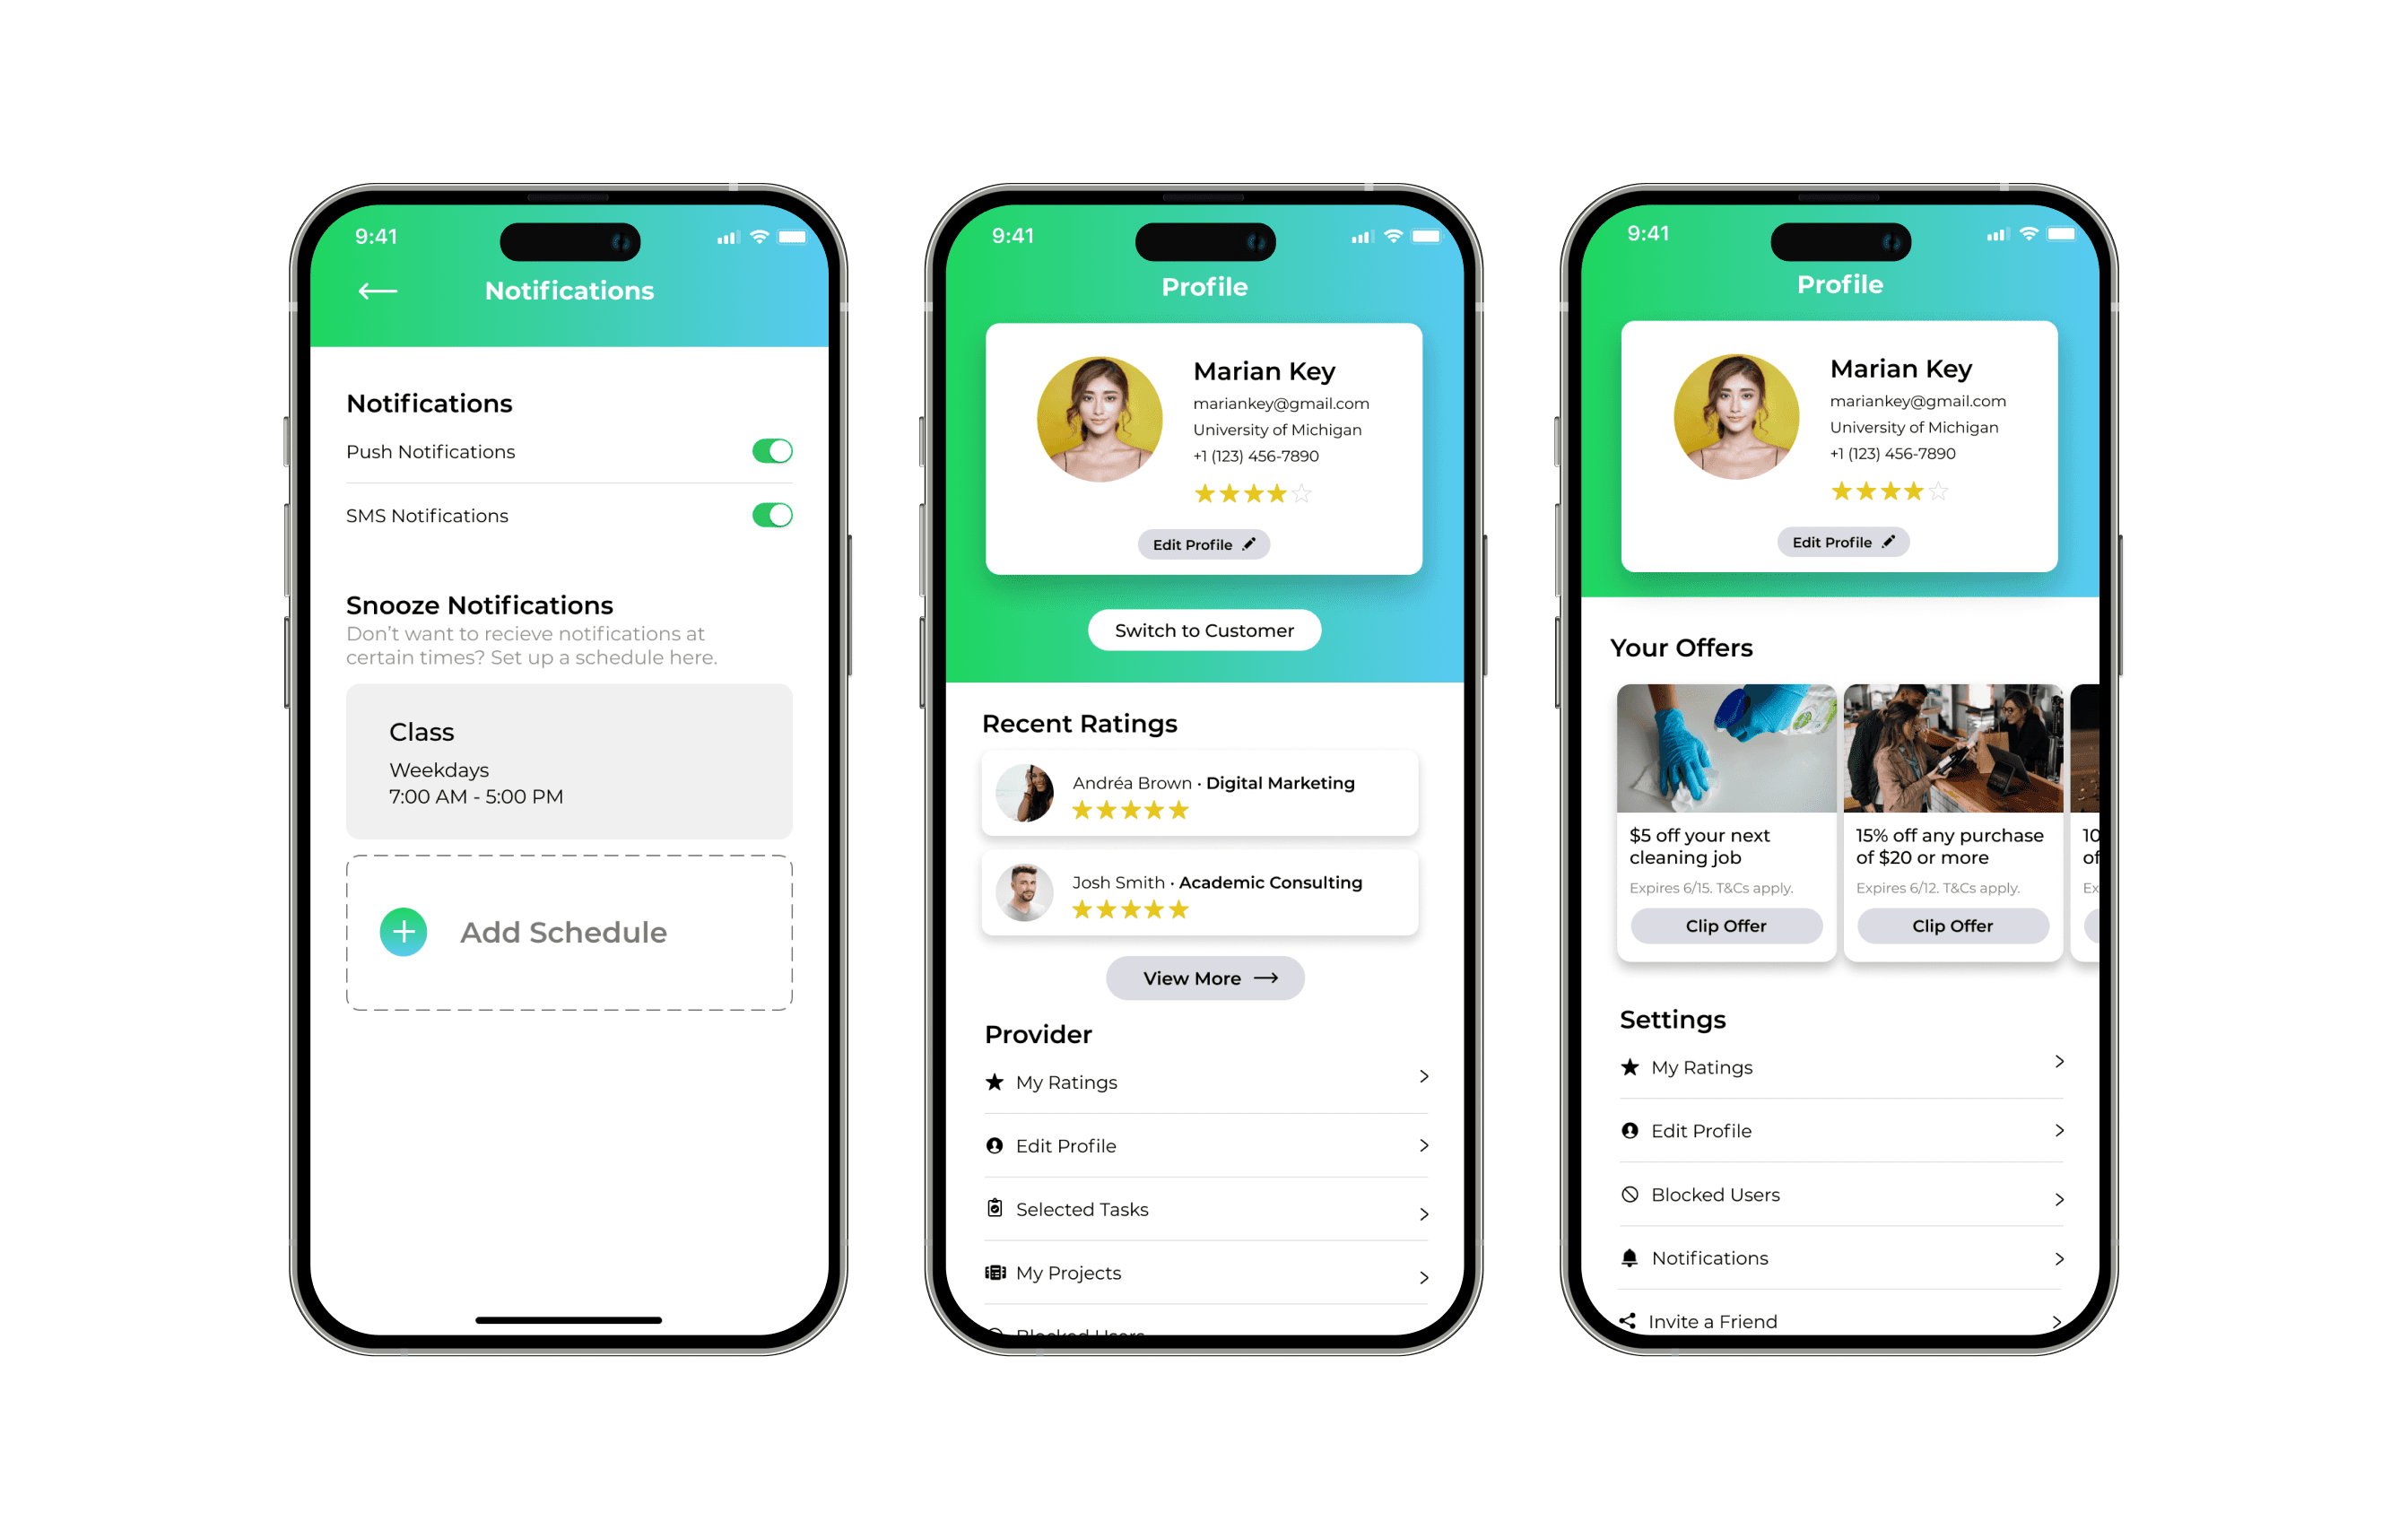 9:41
Notifications
Notifications
Push Notifications
SMS Notifications
Snooze Notifications
Don't want to recieve notifications at
certain times? Set up a schedule here.
Class
Weekdays
7:00 AM - 5:00 PM
Add Schedule
9:41
Profile
Marian Key
mariankey@gmail.com
University of Michigan
+1 (123) 456-7890
Edit Profile
Switch to Customer
Recent Ratings
Andréa Brown · Digital Marketing
Josh Smith · Academic Consulting
View More
Provider
My Ratings
Edit Profile
Selected Tasks
My Projects
Blocked Users
9:41
Profile
Marian Key
mariankey@gmail.com
University of Michigan
+1 (123) 456-7890
Edit Profile
Your Offers
$5 off your next
cleaning job
Expires 6/15. T&Cs apply.
Clip Offer
15% off any purchase
of $20 or more
Expires 6/12. T&Cs apply.
Clip Offer
10
of
Ex
Settings
My Ratings
Edit Profile
Blocked Users
Notifications
Invite a Friend